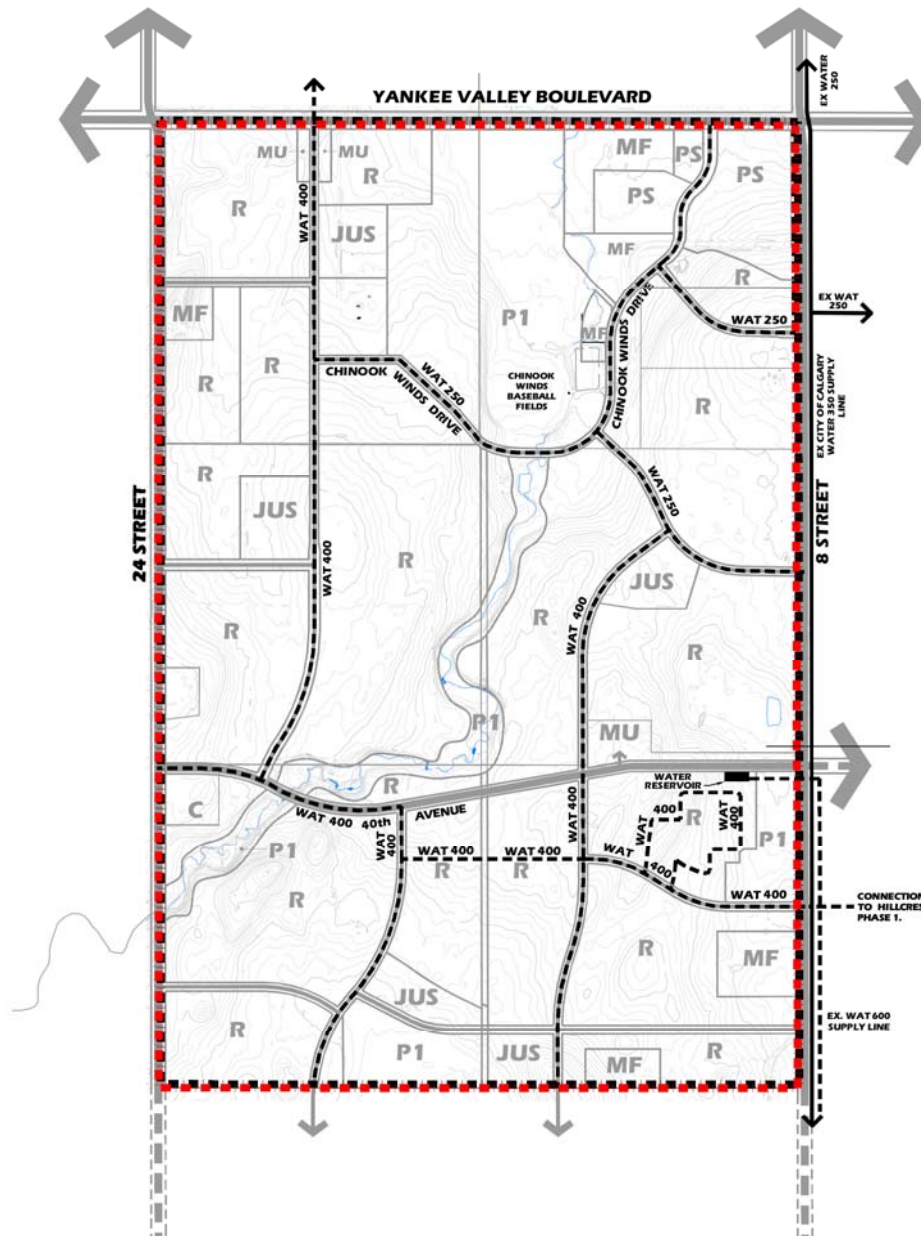 EX WATER
250
YANKEE VALLEY BOULEVARD
MU
MU
R
R
WAT 400
JUS
MF
PS
PS
PS
MF
R
MF
R
R
P1
MF
CHINOOK WINDS DRIVE
WAT 250
EX WAT
250
CHINOOK
WINDS DRIVE
WAT 250
CHINOOK
WINDS
BASEBALL
FIELDS
R
EX CITY OF CALGARY
WATER 350 SUPPLY
LINE
24 STREET
R
JUS
R
WAT 400
WAT 250
8 STREET
JUS
R
R
WAT 400
R
P1
MU
R
C
WAT 400
40th
AVENUE
WATER
RESERVOIR
WAT 400
WAT
400
WAT
400
R
WAT
400
P1
P1
WAT 400
WAT 400
WAT
400
R
R
R
WAT 400
CONNECTION
TO HILLCRES
PHASE 1.
R
MF
WAT 400
JUS
EX. WAT 600
SUPPLY LINE
R
P1
JUS
MF
R